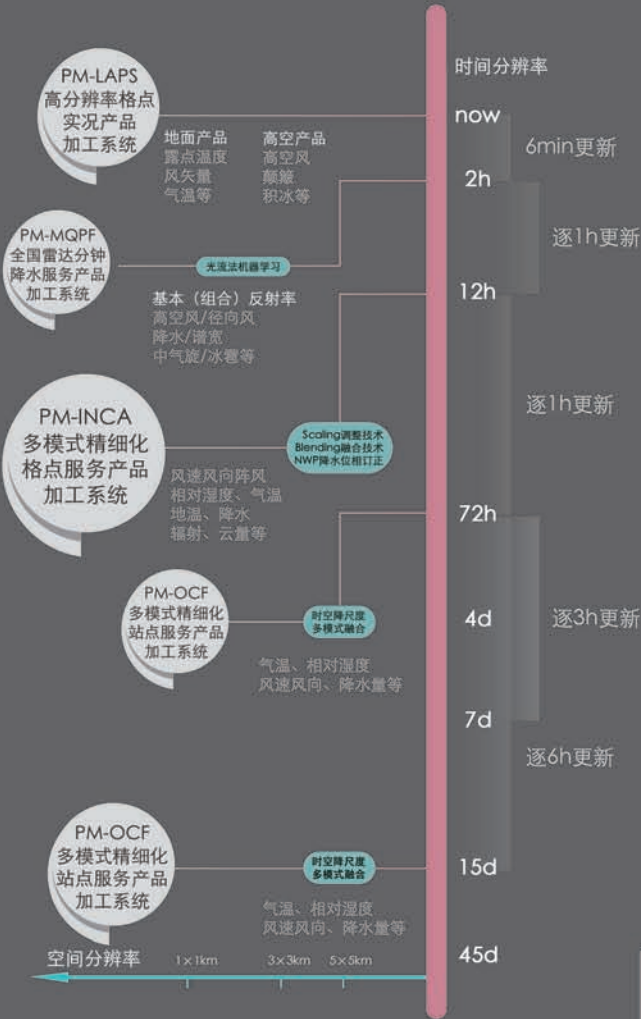 时间分辨率
PM-LAPS
高分辨率格点
实况产品
加工系统
地面产品
露点温度
风矢量
气温等
高空产品
高空风
颠簸
积冰等
now
6min更新
2h
PM-MQPF
全国雷达分钟
降水服务产品
加工系统
光流法机器学习
基本（组合）反射率
高空风/径向风
降水/谱宽
中气旋/冰雹等
逐1h更新
12h
PM-INCA
多模式精细化
格点服务产品
加工系统
Scaling调整技术
Blending融合技术
NWP降水位相订正
风速风向阵风
相对湿度、气温
地温、降水
辐射、云量等
逐1h更新
72h
PM-OCF
多模式精细化
站点服务产品
加工系统
时空降尺度
多模式融合
气温、相对湿度
风速风向、降水量等
4d
逐3h更新
7d
逐6h更新
PM-OCF
多模式精细化
站点服务产品
加工系统
时空降尺度
多模式融合
气温、相对湿度
风速风向、降水量等
15d
45d
空间分辨率
1×1km
3×3km
5×5km